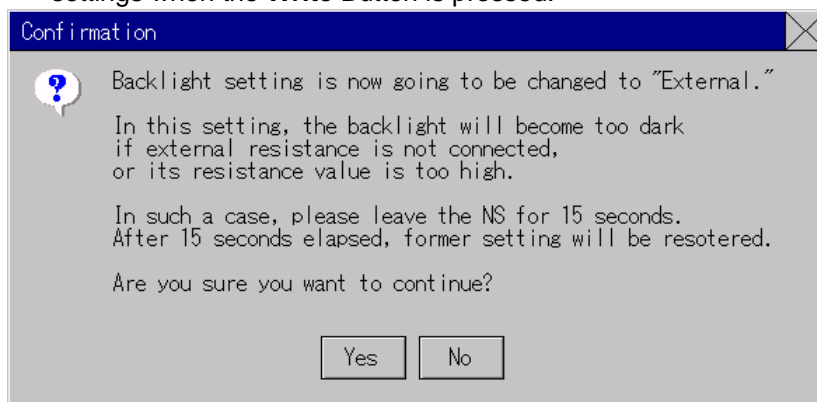 settings when the Write Button is pressed.
Confirmation
Backlight setting is now going to be changed to "External."
In this setting, the backlight will become too dark
if external resistance is not connected,
or its resistance value is too high.
In such a case, please leave the NS for 15 seconds.
After 15 seconds elapsed, former setting will be resotered.
Are you sure you want to continue?
Yes No